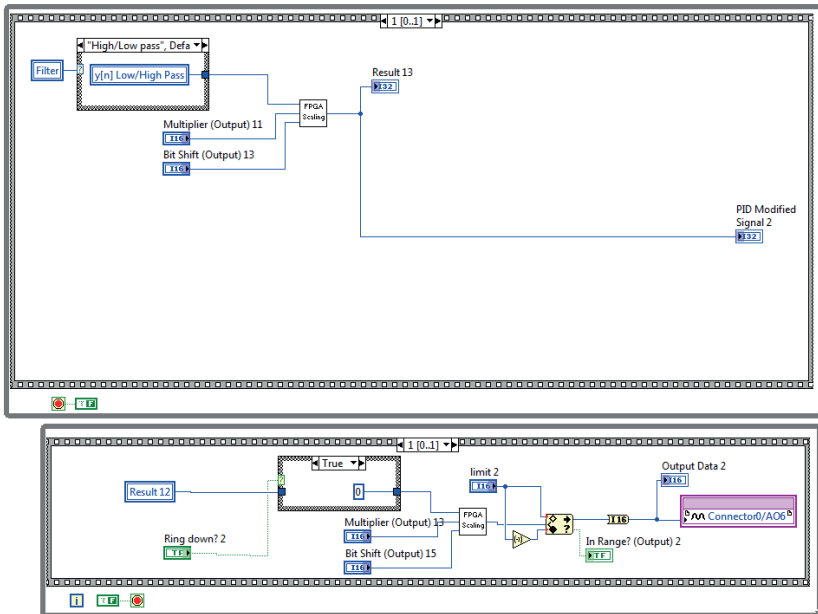 1 [0..1]
"High/Low pass", Defa
Filter
?
y[n] Low/High Pass
Result 13
I32
FPGA
Scaling
Multiplier (Output) 11
I16
Bit Shift (Output) 13
I16
PID Modified
Signal 2
I32
TF
1 [0..1]
True
limit 2
Output Data 2
I16
I16
?
Result 12
0
I16
Connector0/AO6
FPGA
Scaling
?
Multiplier (Output) 13
I16
Ring down? 2
TF
In Range? (Output) 2
TF
Bit Shift (Output) 15
I16
i
TF